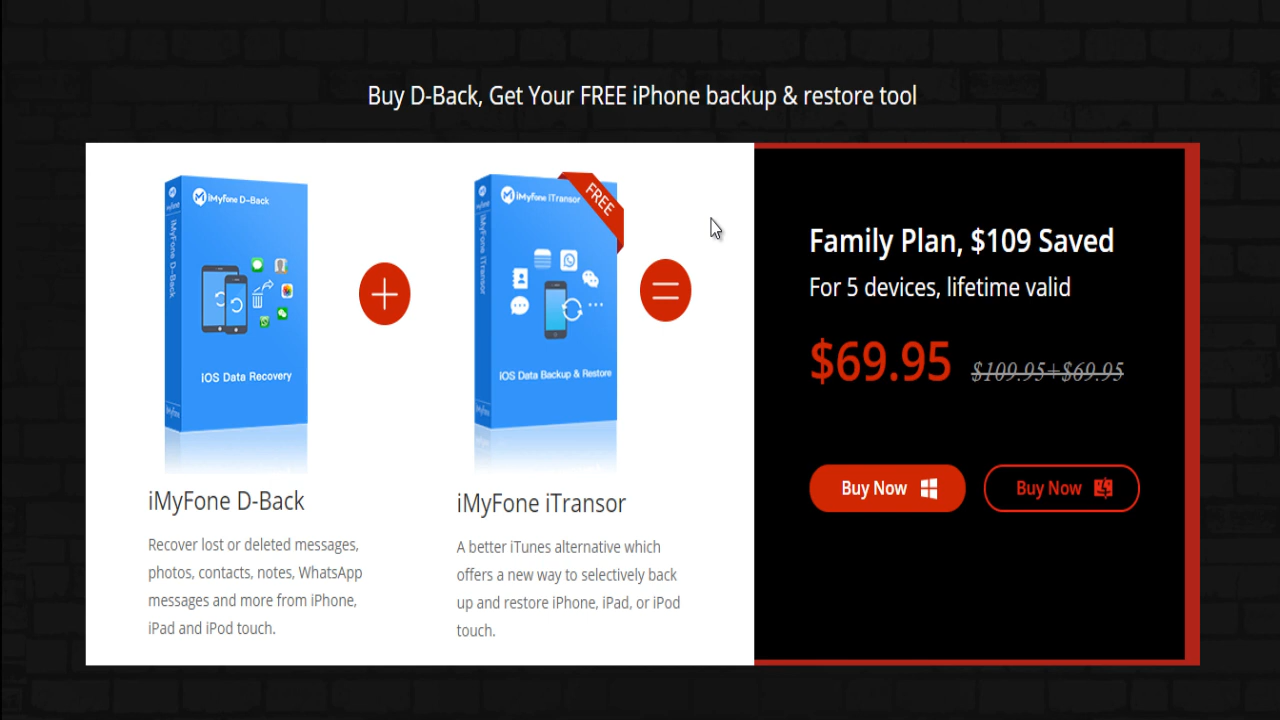 Buy D-Back, Get Your FREE iPhone backup & restore tool
iMyfone D-Back
iMyFone D-Back
IOS Data Recovery
iMyfone iTransor
FREE
iMyFone iTransor
IOS Data Backup & Restore
iMyFone D-Back
Recover lost or deleted messages,
photos, contacts, notes, WhatsApp
messages and more from iPhone,
iPad and iPod touch.
iMyFone iTransor
A better iTunes alternative which
offers a new way to selectively back
up and restore iPhone, iPad, or iPod
touch.
Family Plan, $109 Saved
For 5 devices, lifetime valid
$69.95 $109.95+$69.95
Buy Now
Buy Now